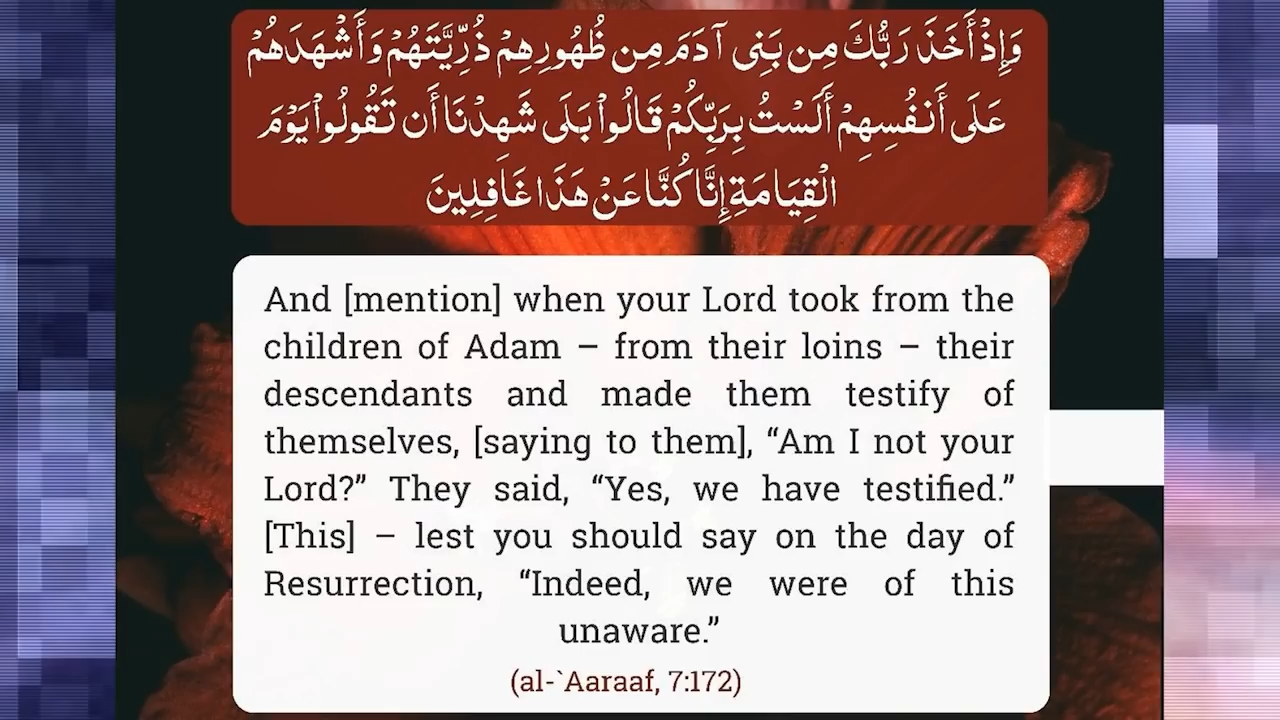 وَإِذْ أَخَذَ رَبُّكَ مِن بَنِى آدَمَ مِن ظُهُورِهِمْ ذُرِّيَّتَهُمْ وَأَشْهَدَهُمْ
عَلَى أَنفُسِهِمْ أَلَسْتُ بِرَبِّكُمْ قَالُواْ بَلَى شَهِدْنَا أَن تَقُولُواْ يَوْمَ
الْقِيَامَةِ إِنَّا كُنَّا عَنْ هَذَا غَافِلِينَ
And [mention] when your Lord took from the
children of Adam – from their loins – their
descendants and made them testify of
themselves, [saying to them], “Am I not your
Lord?” They said, “Yes, we have testified.”
[This] – lest you should say on the day of
Resurrection, “Indeed, we were of this
unaware.”
(al-`Aaraaf, 7:172)